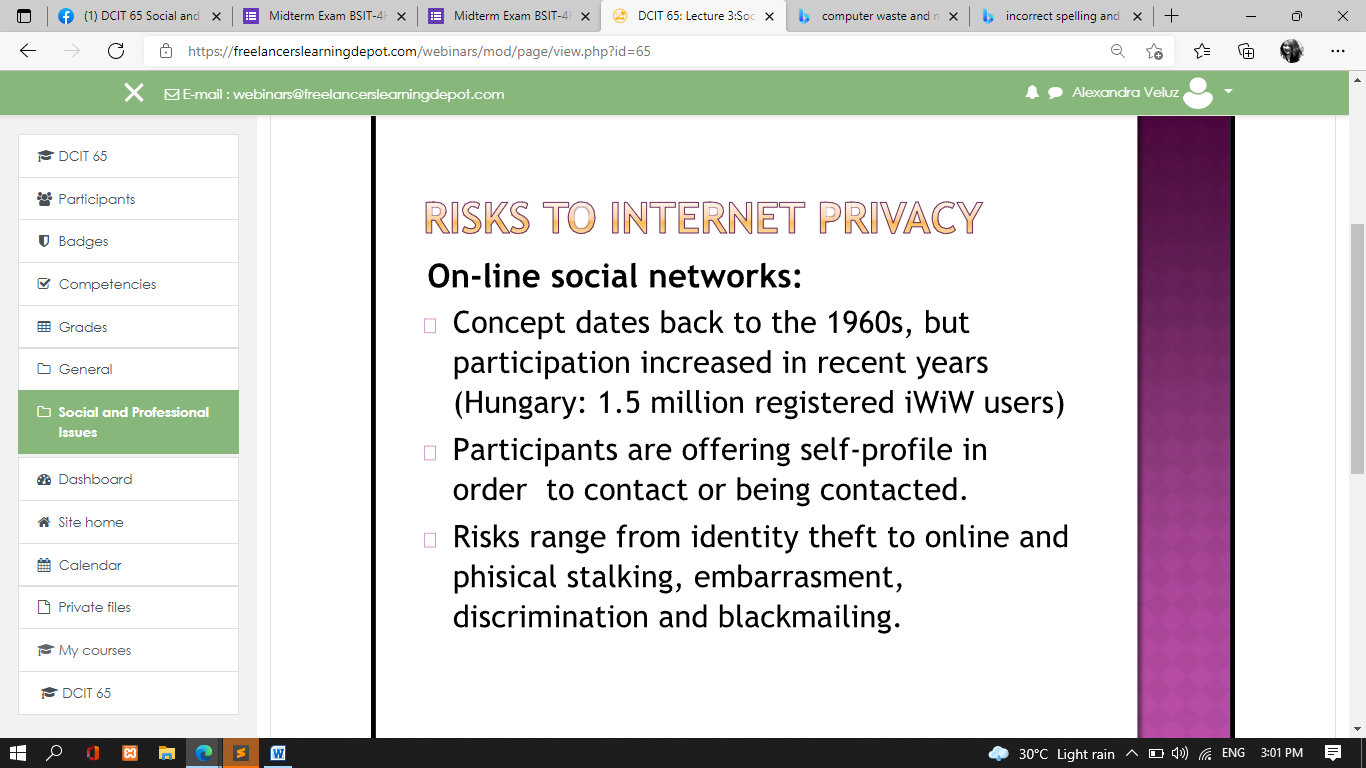 (1) DCIT 65 Social and
Midterm Exam BSIT-4
Midterm Exam BSIT-4
DCIT 65: Lecture 3:Soc
computer waste and
incorrect spelling and
https://freelancerslearningdepot.com/webinars/mod/page/view.php?id=65
E-mail : webinars@freelancerslearningdepot.com
Alexandra Veluz
DCIT 65
Participants
Badges
Competencies
Grades
General
Social and Professional
Issues
Dashboard
Site home
Calendar
Private files
My courses
DCIT 65
RISKS TO INTERNET PRIVACY
On-line social networks:
Concept dates back to the 1960s, but
participation increased in recent years
(Hungary: 1.5 million registered iWiW users)
Participants are offering self-profile in
order to contact or being contacted.
Risks range from identity theft to online and
phisical stalking, embarrasment,
discrimination and blackmailing.
30°C Light rain
ENG
3:01 PM